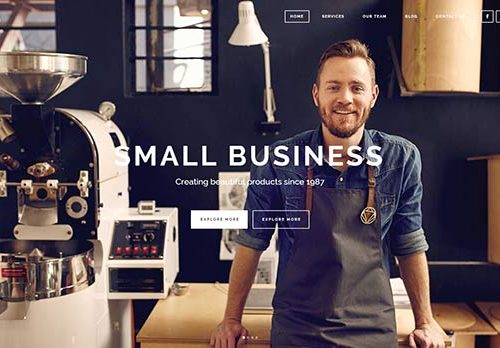 HOME SERVICES OUR TEAM BLOG CONTACT US f
SMALL BUSINESS
Creating beautiful products since 1987
EXPLORE MORE EXPLORE MORE